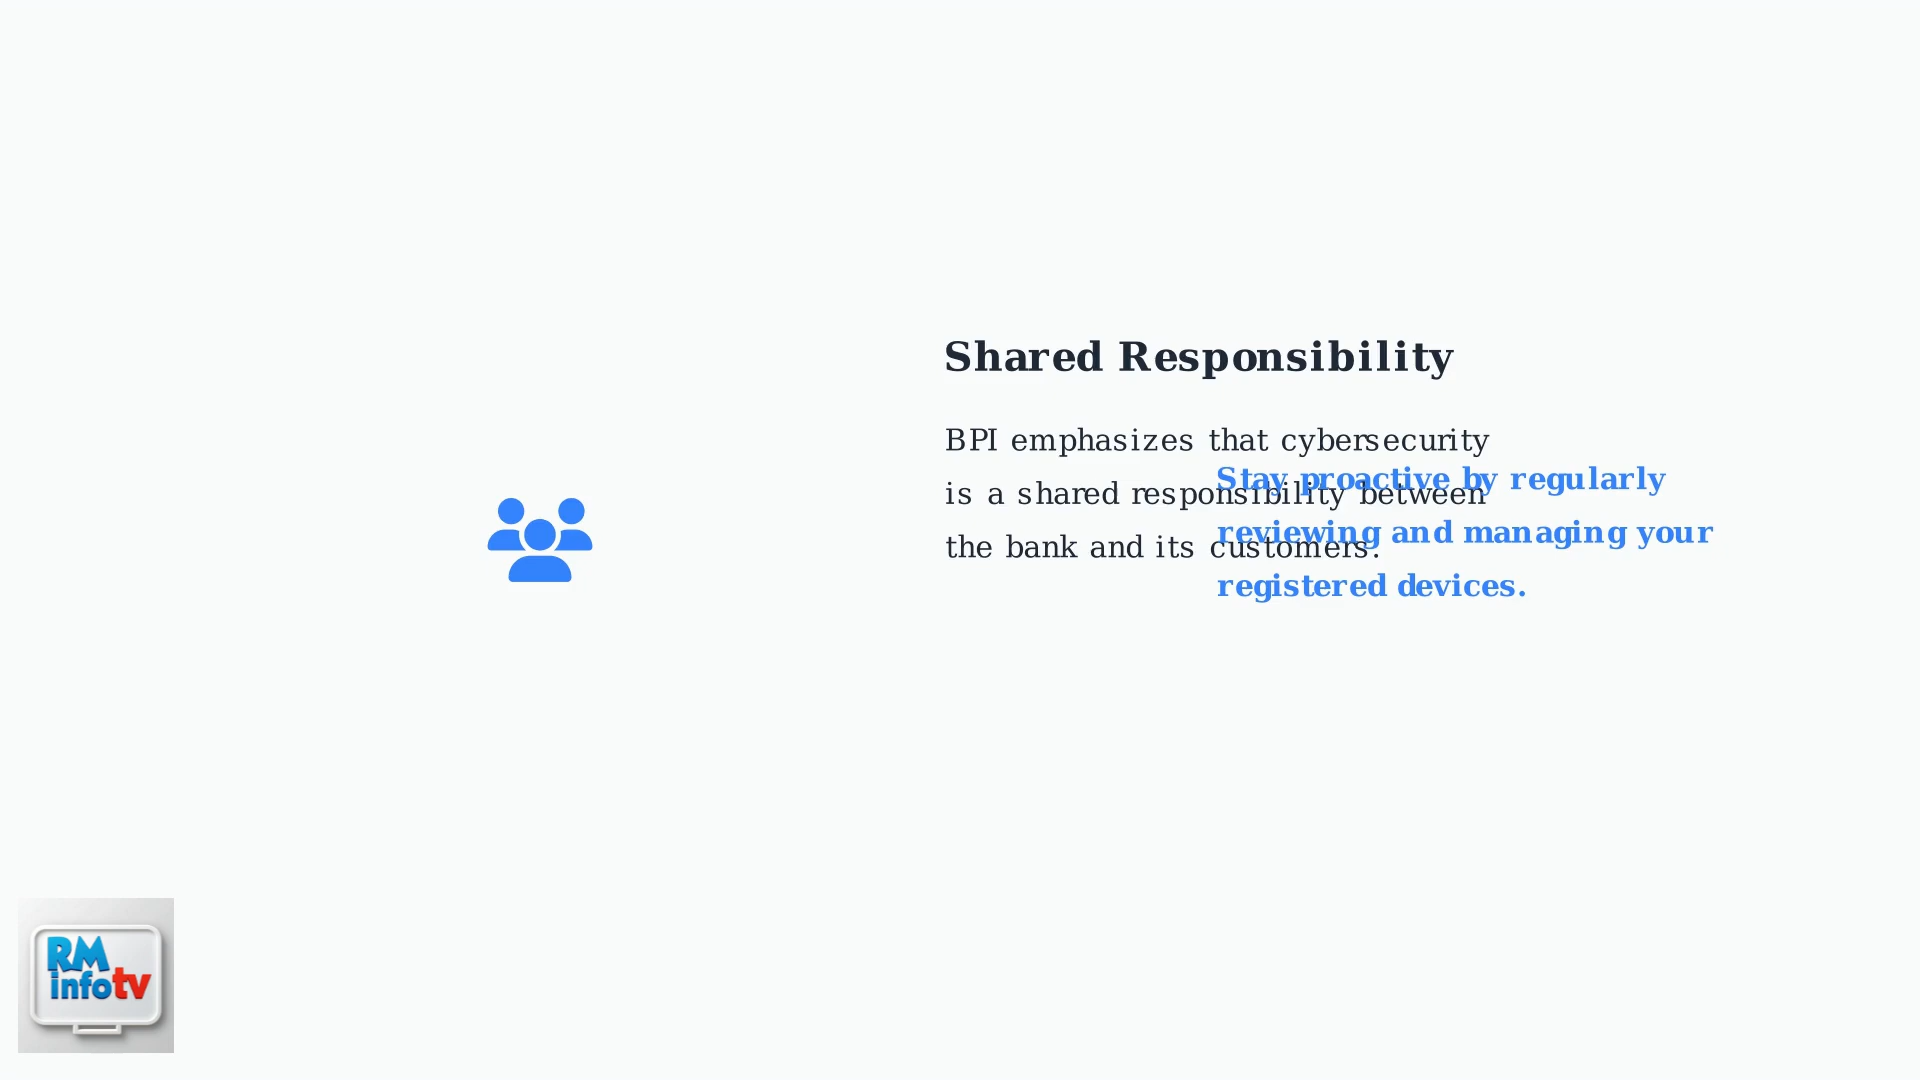 Shared Responsibility
BPI emphasizes that cybersecurity
is a shared responsibility between
the bank and its customers.
Stay proactive by regularly
reviewing and managing your
registered devices.
RM
infotv